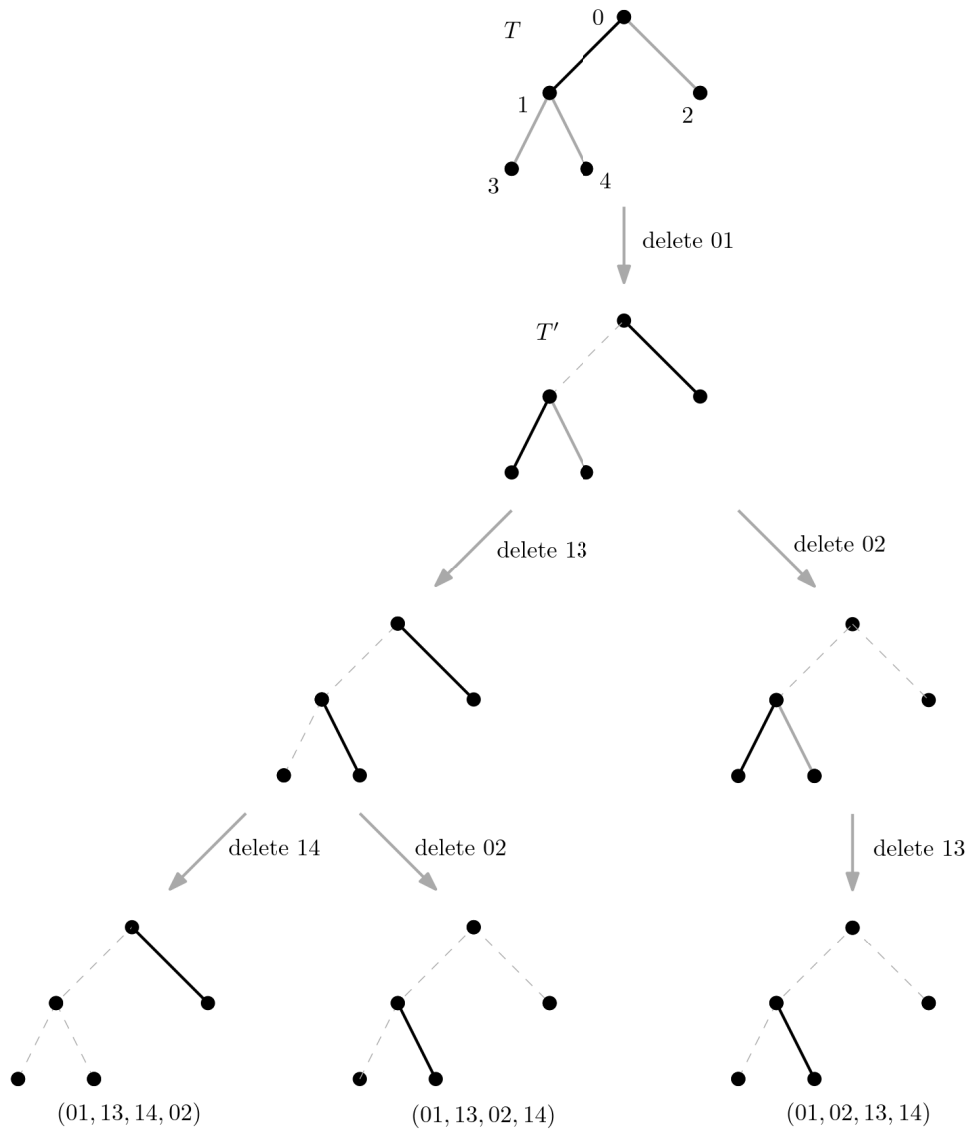 T
0
1
2
3
4
delete 01
T′
delete 13
delete 02
delete 14
delete 02
delete 13
(01, 13, 14, 02)
(01, 13, 02, 14)
(01, 02, 13, 14)